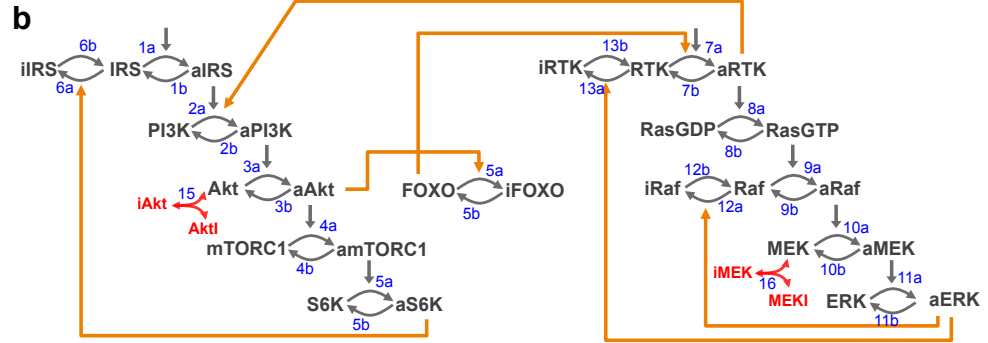 b
6b 1a 13b 7a
iIRS IRS aIRS iRTK RTK aRTK
6a 1b 13a 7b
2a 8a
PI3K aPI3K RasGDP RasGTP
2b 8b
3a 5a 12b 9a
15 Akt aAkt FOXO iFOXO iRaf Raf aRaf
iAkt 3b 5b 12a 9b
AktI
4a 10a
mTORC1 amTORC1 MEK aMEK
4b 10b
iMEK 16
5a 11a
MEKI
S6K aS6K ERK aERK
5b 11b